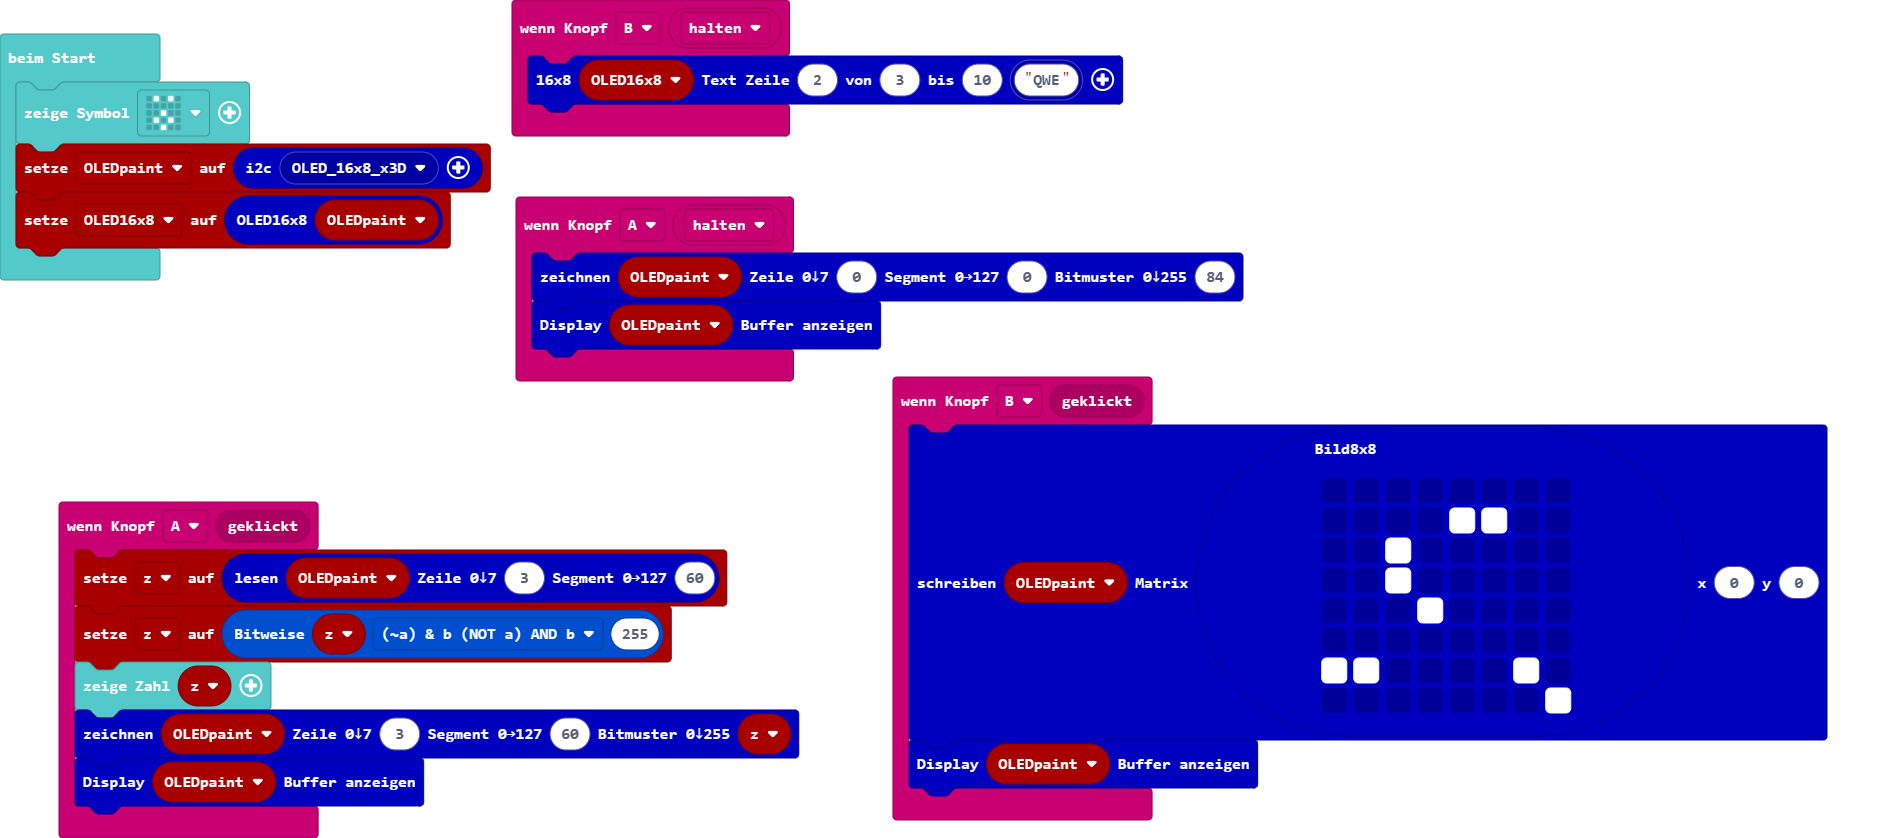 beim Start
zeige Symbol
setze OLEDpaint auf i2c OLED_16x8_x3D
setze OLED16x8 auf OLED16x8 OLEDpaint
wenn Knopf B halten
16x8 OLED16x8 Text Zeile 2 von 3 bis 10 "QWE"
wenn Knopf A halten
zeichnen OLEDpaint Zeile 0↓7 0 Segment 0→127 0 Bitmuster 0↓255 84
Display OLEDpaint Buffer anzeigen
wenn Knopf A geklickt
setze z auf lesen OLEDpaint Zeile 0↓7 3 Segment 0→127 60
setze z auf Bitweise z (~a) & b (NOT a) AND b 255
zeige Zahl z
zeichnen OLEDpaint Zeile 0↓7 3 Segment 0→127 60 Bitmuster 0↓255 z
Display OLEDpaint Buffer anzeigen
wenn Knopf B geklickt
Bild8x8
schreiben OLEDpaint Matrix x 0 y 0
Display OLEDpaint Buffer anzeigen